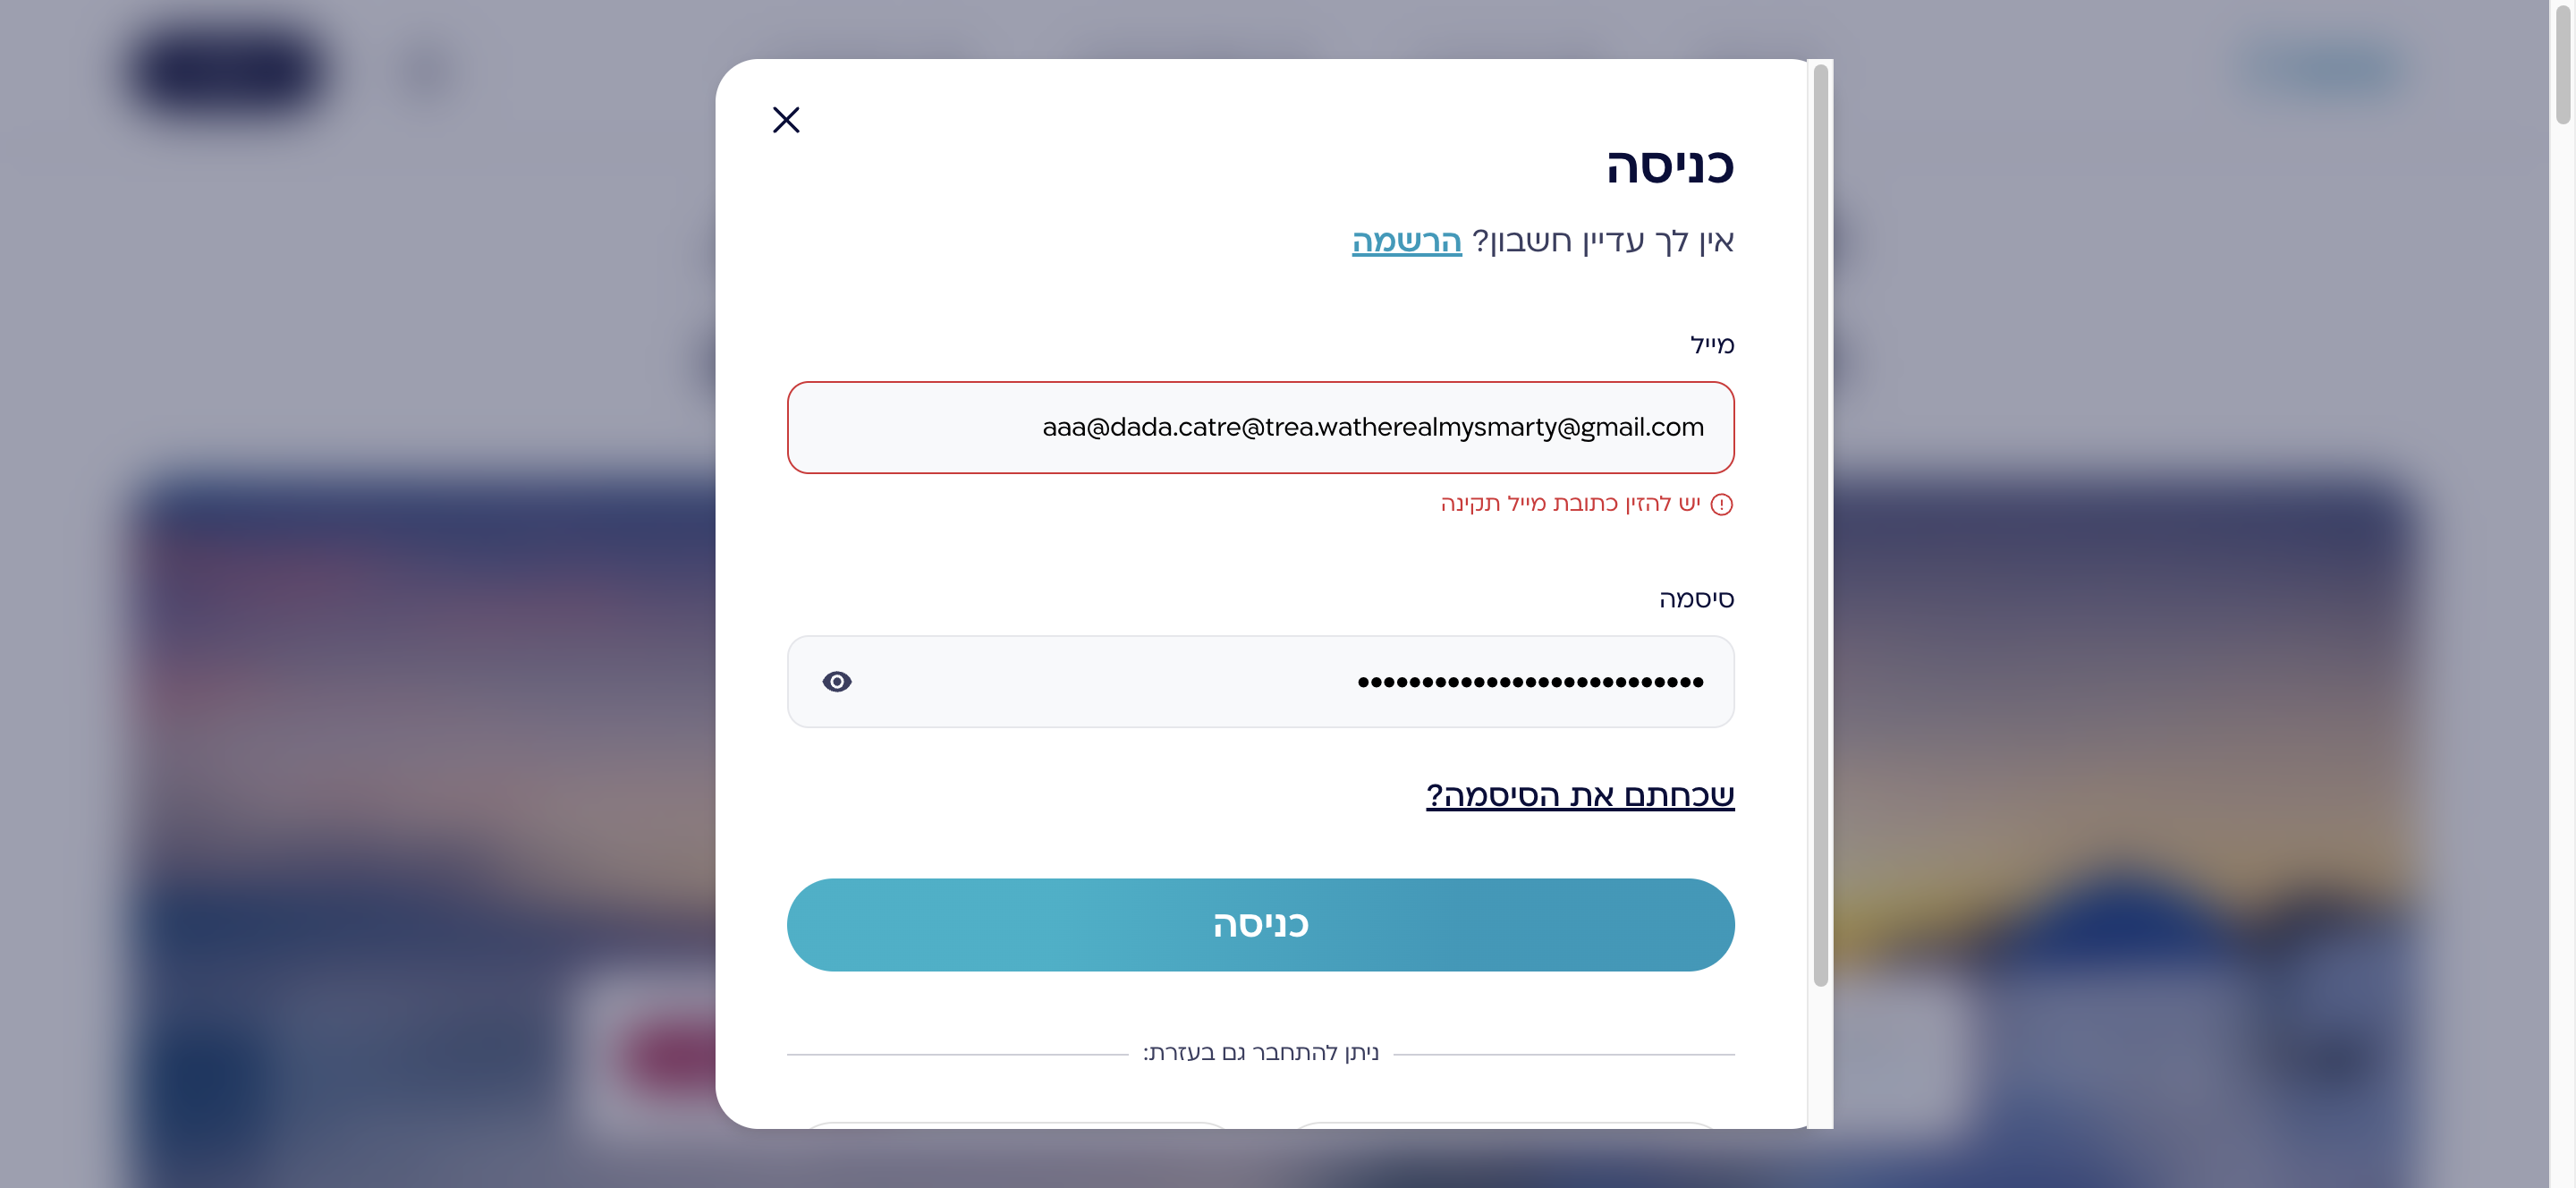 כניסה
אין לך עדיין חשבון? הרשמה
מייל
aaa@dada.catre@trea.watherealmysmarty@gmail.com
יש להזין כתובת מייל תקינה
סיסמה
•••••••••••••••••••••••••••
שכחתם את הסיסמה?
כניסה
ניתן להתחבר גם בעזרת: